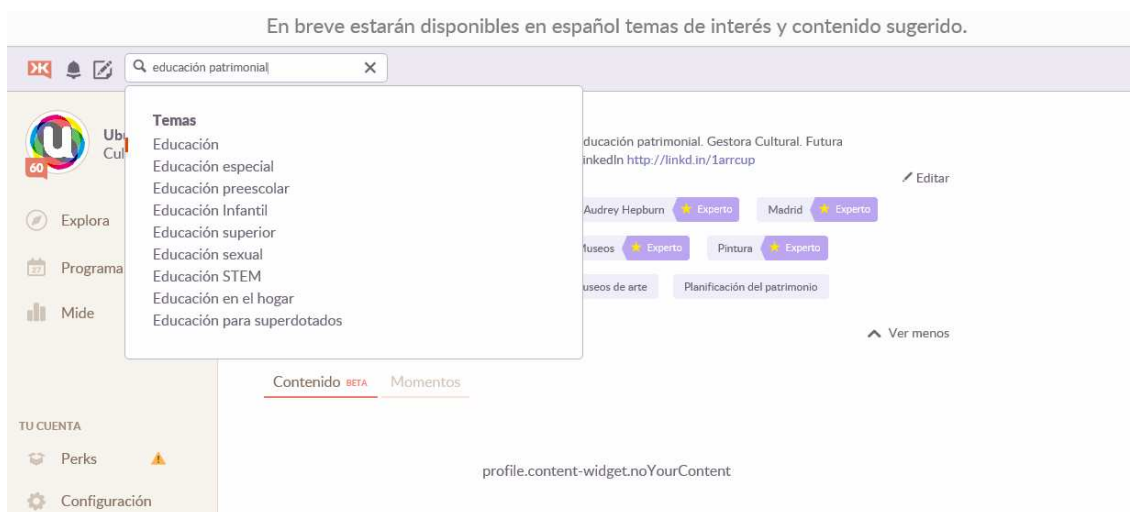 En breve estarán disponibles en español temas de interés y contenido sugerido.
educación patrimonial
Temas
Educación
Educación especial
Educación preescolar
Educación Infantil
Educación superior
Educación sexual
Educación STEM
Educación en el hogar
Educación para superdotados
60
Explora
27
Programa
Mide
TU CUENTA
Perks
Configuración
ducación patrimonial. Gestora Cultural. Futura
inkedIn http://linkd.in/1arrcup
Editar
Audrey Hepburn Experto Madrid Experto
useos Experto Pintura Experto
useos de arte Planificación del patrimonio
Ver menos
Contenido BETA Momentos
profile.content-widget.noYourContent